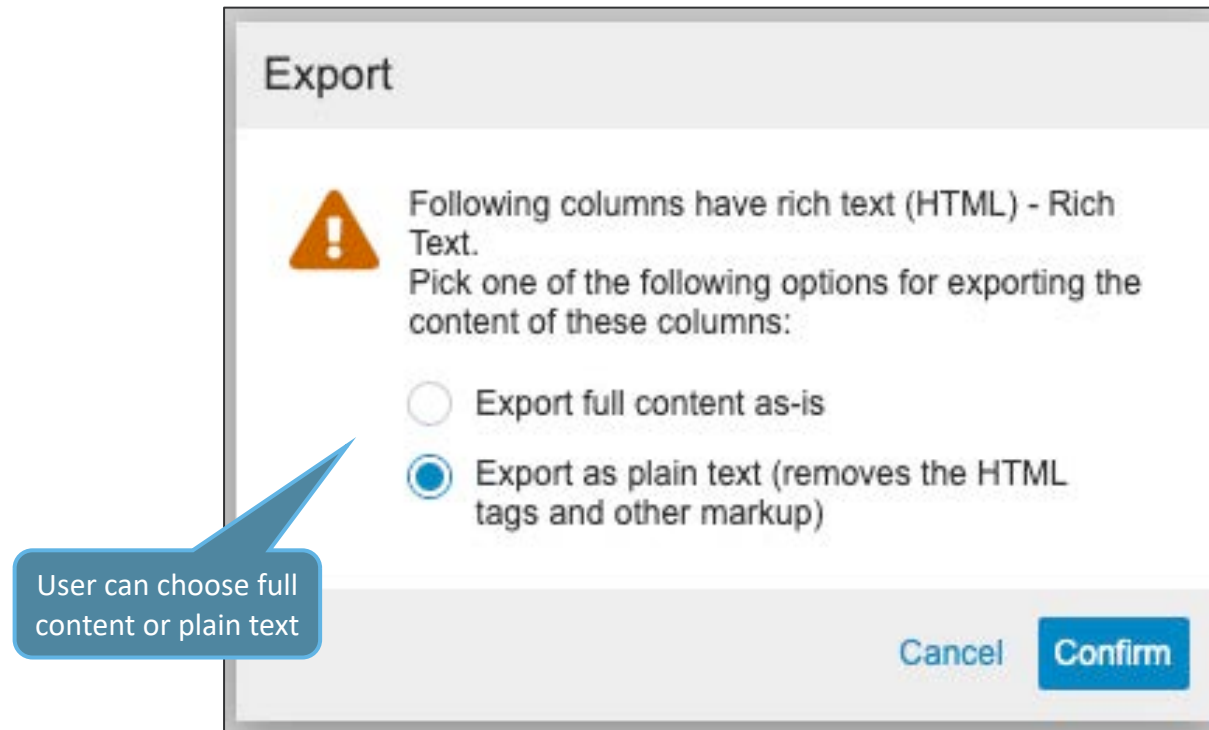 Export
Following columns have rich text (HTML) - Rich
Text.
Pick one of the following options for exporting the
content of these columns:
Export full content as-is
Export as plain text (removes the HTML
tags and other markup)
User can choose full
content or plain text
Cancel
Confirm